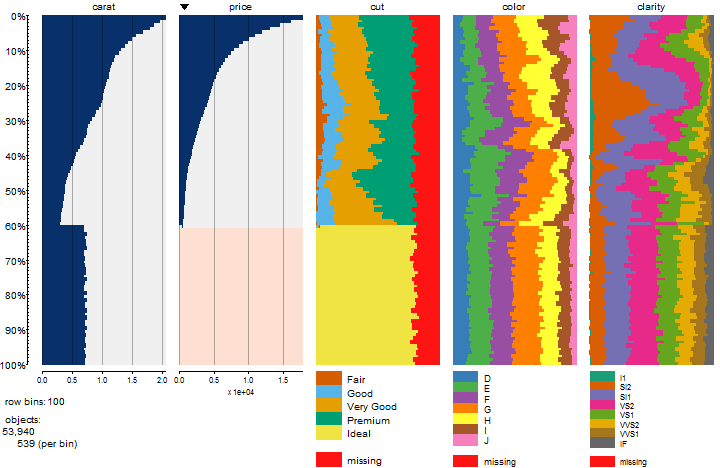 carat price cut color clarity
0%
10%
20%
30%
40%
50%
60%
70%
80%
90%
100%
0.0 0.5 1.0 1.5 2.0 0.0 0.5 1.0 1.5
x 1e+04
row bins: 100
objects:
53,940
539 (per bin)
Fair
Good
Very Good
Premium
Ideal
missing
D
E
F
G
H
I
J
missing
I1
SI2
SI1
VS2
VS1
VVS2
VVS1
IF
missing